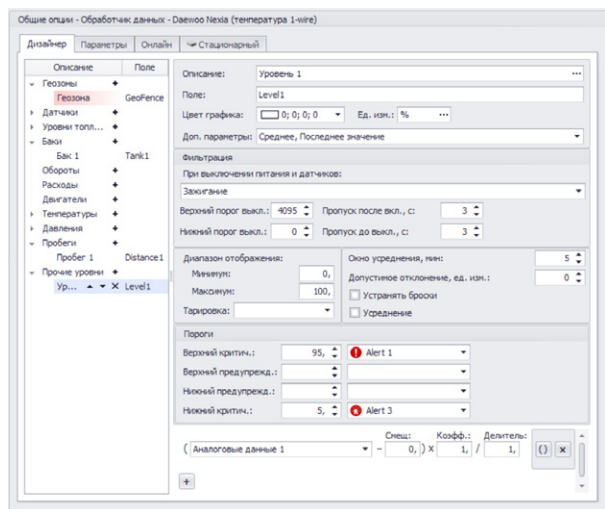 Общие опции - Обработчик данных - Daewoo Nexia (температура 1-wire)
Дизайнер Параметры Онлайн Стационарный
Описание Поле
Геозоны
Геозона GeoFence
Датчики
Уровни топл...
Баки
Бак 1 Tank1
Обороты
Расходы
Двигатели
Температуры
Давления
Пробеги
Пробег 1 Distance1
Прочие уровни
Ур... Level1
Описание: Уровень 1 ...
Поле: Level1
Цвет графика: 0; 0; 0; 0 Ед. изм.: % ...
Доп. параметры: Среднее, Последнее значение
Фильтрация
При выключении питания и датчиков:
Зажигание
Верхний порог выкл.: 4095 Пропуск после вкл., с: 3
Нижний порог выкл.: 0 Пропуск до выкл., с: 3
Диапазон отображения:
Минимум: 0,
Максимум: 100,
Тарировка:
Окно усреднения, мин: 5
Допустимое отклонение, ед. изм.: 0
Устранять броски
Усреднение
Пороги
Верхний критич.: 95, Alert 1
Верхний предупрежд.:
Нижний предупрежд.:
Нижний критич.: 5, Alert 3
Смещ: Коэфф.: Делитель:
( Аналоговые данные 1 - 0, ) x 1, / 1, () x
+